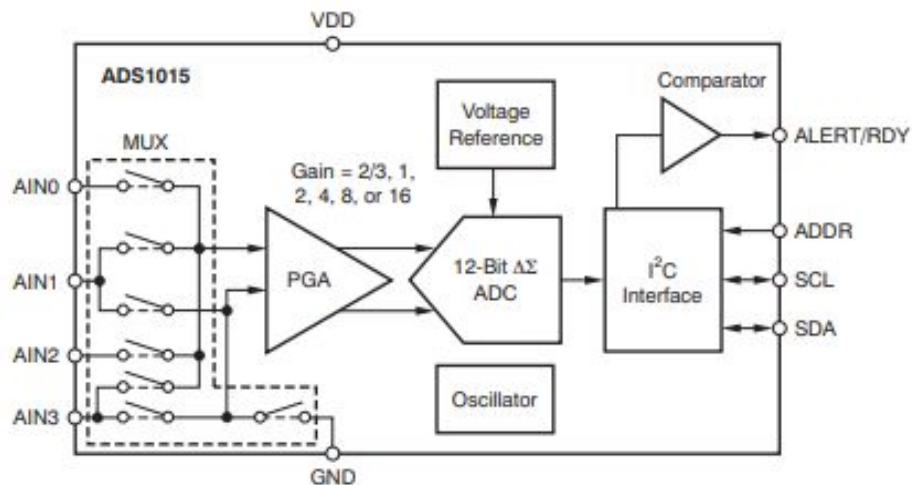 VDD
ADS1015
Comparator
Voltage
Reference
MUX
ALERT/RDY
Gain = 2/3, 1,
2, 4, 8, or 16
AIN0
ADDR
PGA
12-Bit ΔΣ
ADC
I²C
Interface
AIN1
SCL
SDA
AIN2
Oscillator
AIN3
GND